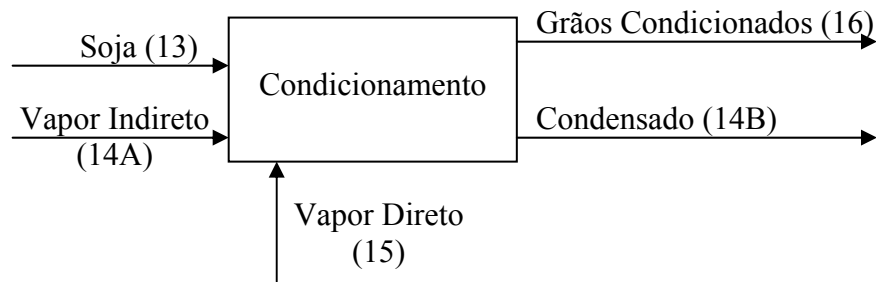 Soja (13)
Grãos Condicionados (16)
Condicionamento
Vapor Indireto
(14A)
Condensado (14B)
Vapor Direto
(15)